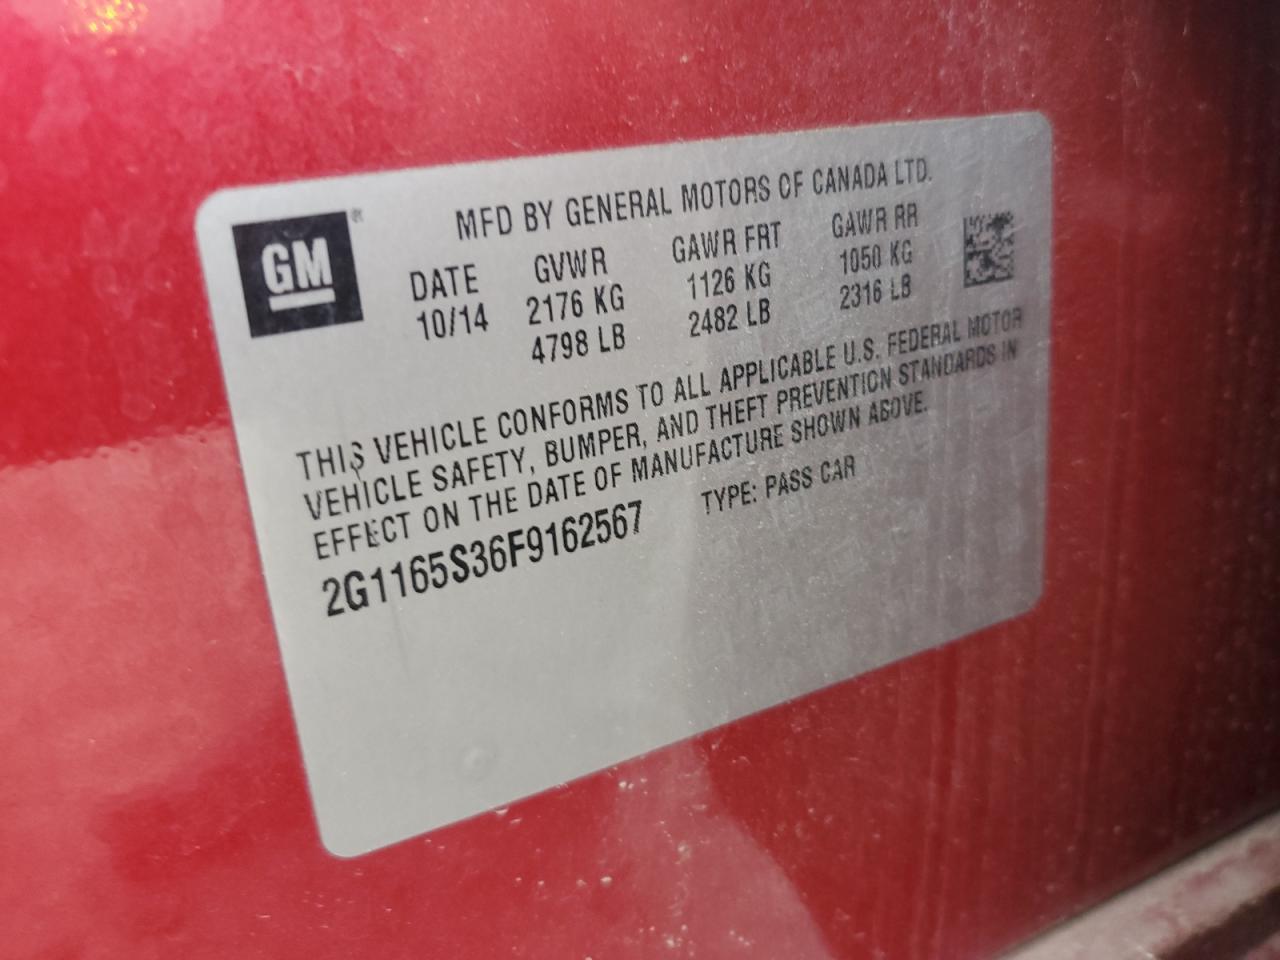 GM
MFD BY GENERAL MOTORS OF CANADA LTD.
DATE GVWR GAWR FRT GAWR RR
10/14 2176 KG 1126 KG 1050 KG
4798 LB 2482 LB 2316 LB
THIS VEHICLE CONFORMS TO ALL APPLICABLE U.S. FEDERAL MOTOR
VEHICLE SAFETY, BUMPER, AND THEFT PREVENTION STANDARDS IN
EFFECT ON THE DATE OF MANUFACTURE SHOWN ABOVE.
2G1165S36F9162567 TYPE: PASS CAR